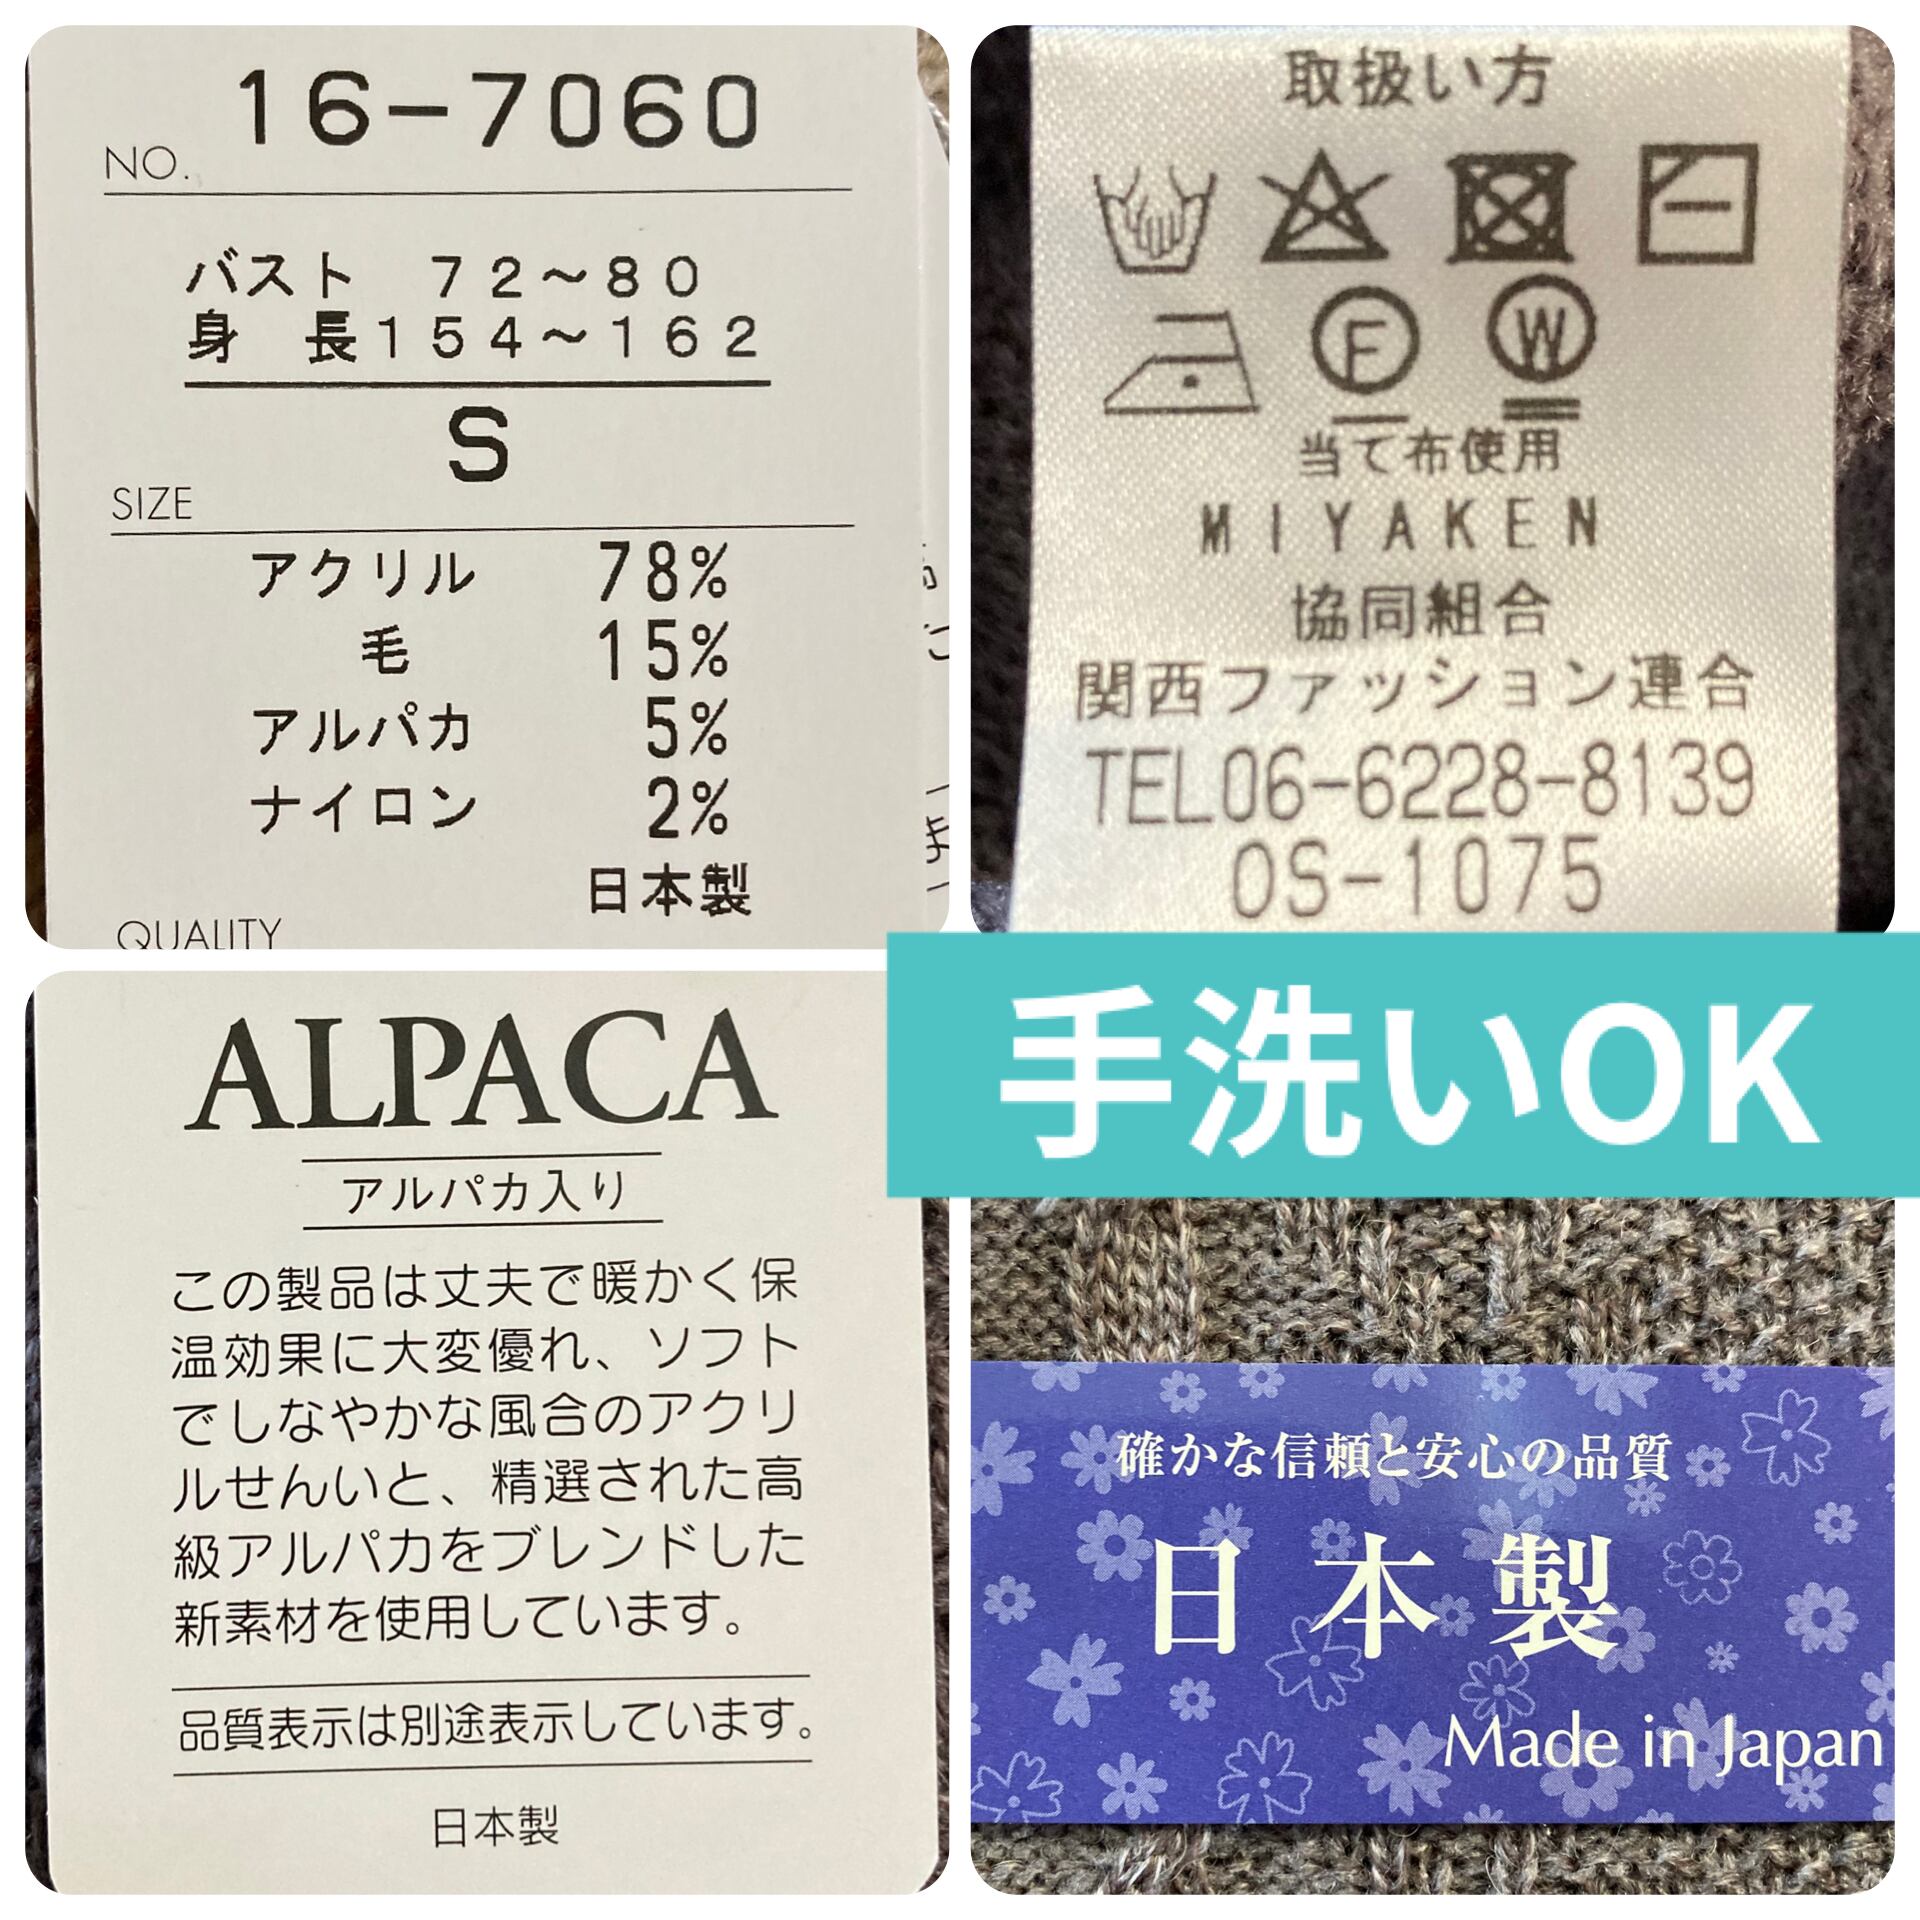 16-7060
NO.
バスト 72~80
身 長154~162
S
SIZE
アクリル 78%
毛 15%
アルパカ 5%
ナイロン 2%
日本製
QUALITY
取扱い方
F W
当て布使用
MIYAKEN
協同組合
関西ファッション連合
TEL06-6228-8139
OS-1075
手洗いOK
ALPACA
アルパカ入り
この製品は丈夫で暖かく保
温効果に大変優れ、ソフト
でしなやかな風合のアクリ
ルせんいと、精選された高
級アルパカをブレンドした
新素材を使用しています。
品質表示は別途表示しています。
日本製
確かな信頼と安心の品質
日本製
Made in Japan